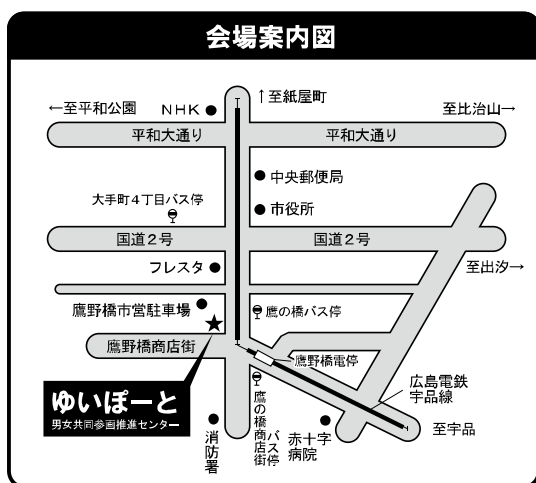 会場案内図
←至平和公園
NHK
↑至紙屋町
至比治山→
平和大通り
平和大通り
中央郵便局
大手町4丁目バス停
市役所
国道2号
国道2号
フレスタ
至出汐→
鷹野橋市営駐車場
鷹の橋バス停
鷹野橋商店街
鷹野橋電停
広島電鉄
宇品線
ゆいぽーと
男女共同参画推進センター
消防署
鷹の橋商店街
バス停
赤十字
病院
至宇品